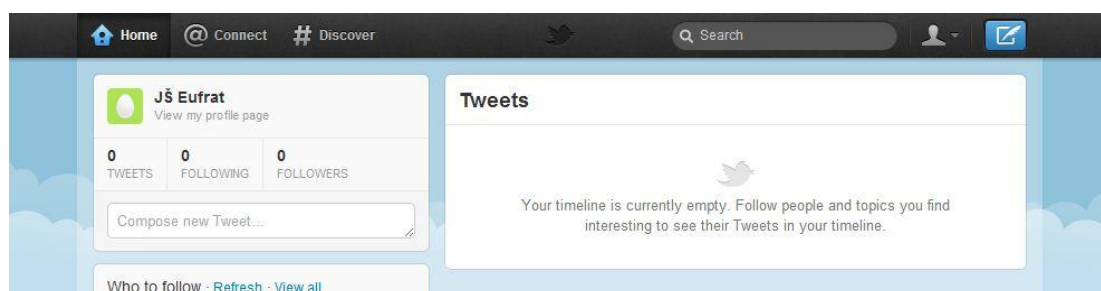 Home @ Connect # Discover Search
JŠ Eufrat
View my profile page
0 0 0
TWEETS FOLLOWING FOLLOWERS
Compose new Tweet...
Who to follow · Refresh · View all
Tweets
Your timeline is currently empty. Follow people and topics you find
interesting to see their Tweets in your timeline.